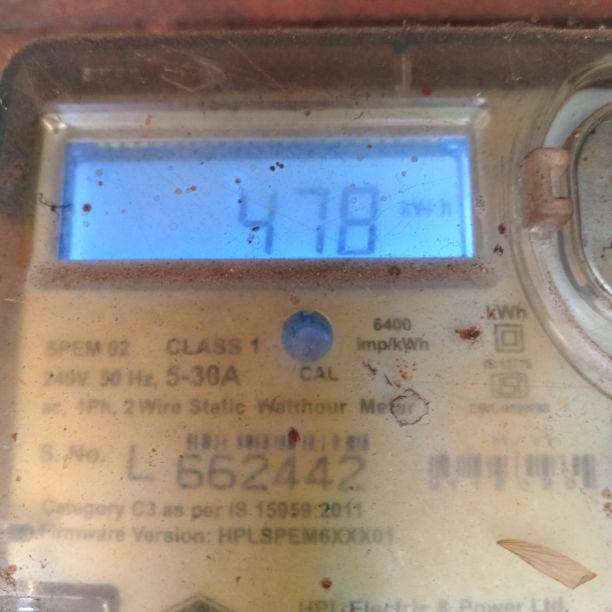 478 kWh
6400
imp/kWh
kWh
SPEM 02 CLASS 1
240V, 50 Hz, 5-30A CAL
ac, 1Ph, 2 Wire Static Watthour Meter
S. No. L 662442
Category C3 as per IS 15959:2011
Firmware Version: HPLSPEM6XXX01
HPL Electric & Power Ltd